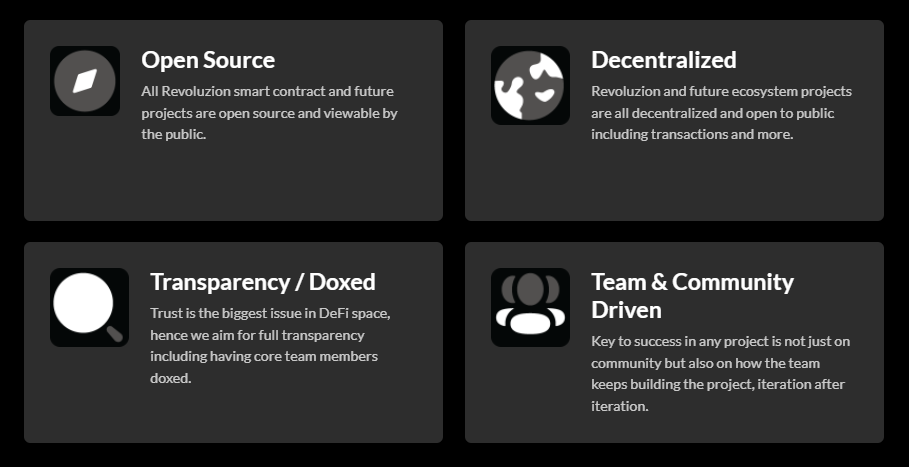 Open Source
All Revoluzion smart contract and future
projects are open source and viewable by
the public.
Decentralized
Revoluzion and future ecosystem projects
are all decentralized and open to public
including transactions and more.
Transparency / Doxed
Trust is the biggest issue in DeFi space,
hence we aim for full transparency
including having core team members
doxed.
Team & Community
Driven
Key to success in any project is not just on
community but also on how the team
keeps building the project, iteration after
iteration.